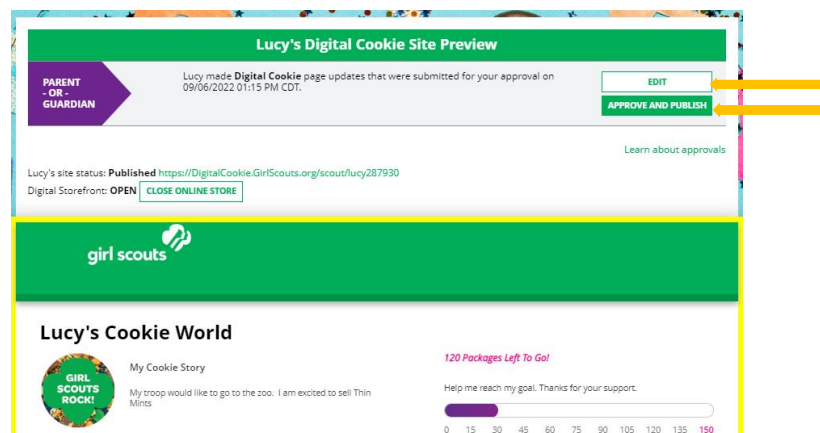 Lucy's Digital Cookie Site Preview
PARENT
- OR -
GUARDIAN
Lucy made Digital Cookie page updates that were submitted for your approval on
09/06/2022 01:15 PM CDT.
EDIT
APPROVE AND PUBLISH
Learn about approvals
Lucy's site status: Published https://DigitalCookie.GirlScouts.org/scout/lucy287930
Digital Storefront: OPEN CLOSE ONLINE STORE
girl scouts
Lucy's Cookie World
GIRL
SCOUTS
ROCK!
My Cookie Story
My troop would like to go to the zoo. I am excited to sell Thin
Mints
120 Packages Left To Go!
Help me reach my goal. Thanks for your support.
0 15 30 45 60 75 90 105 120 135 150